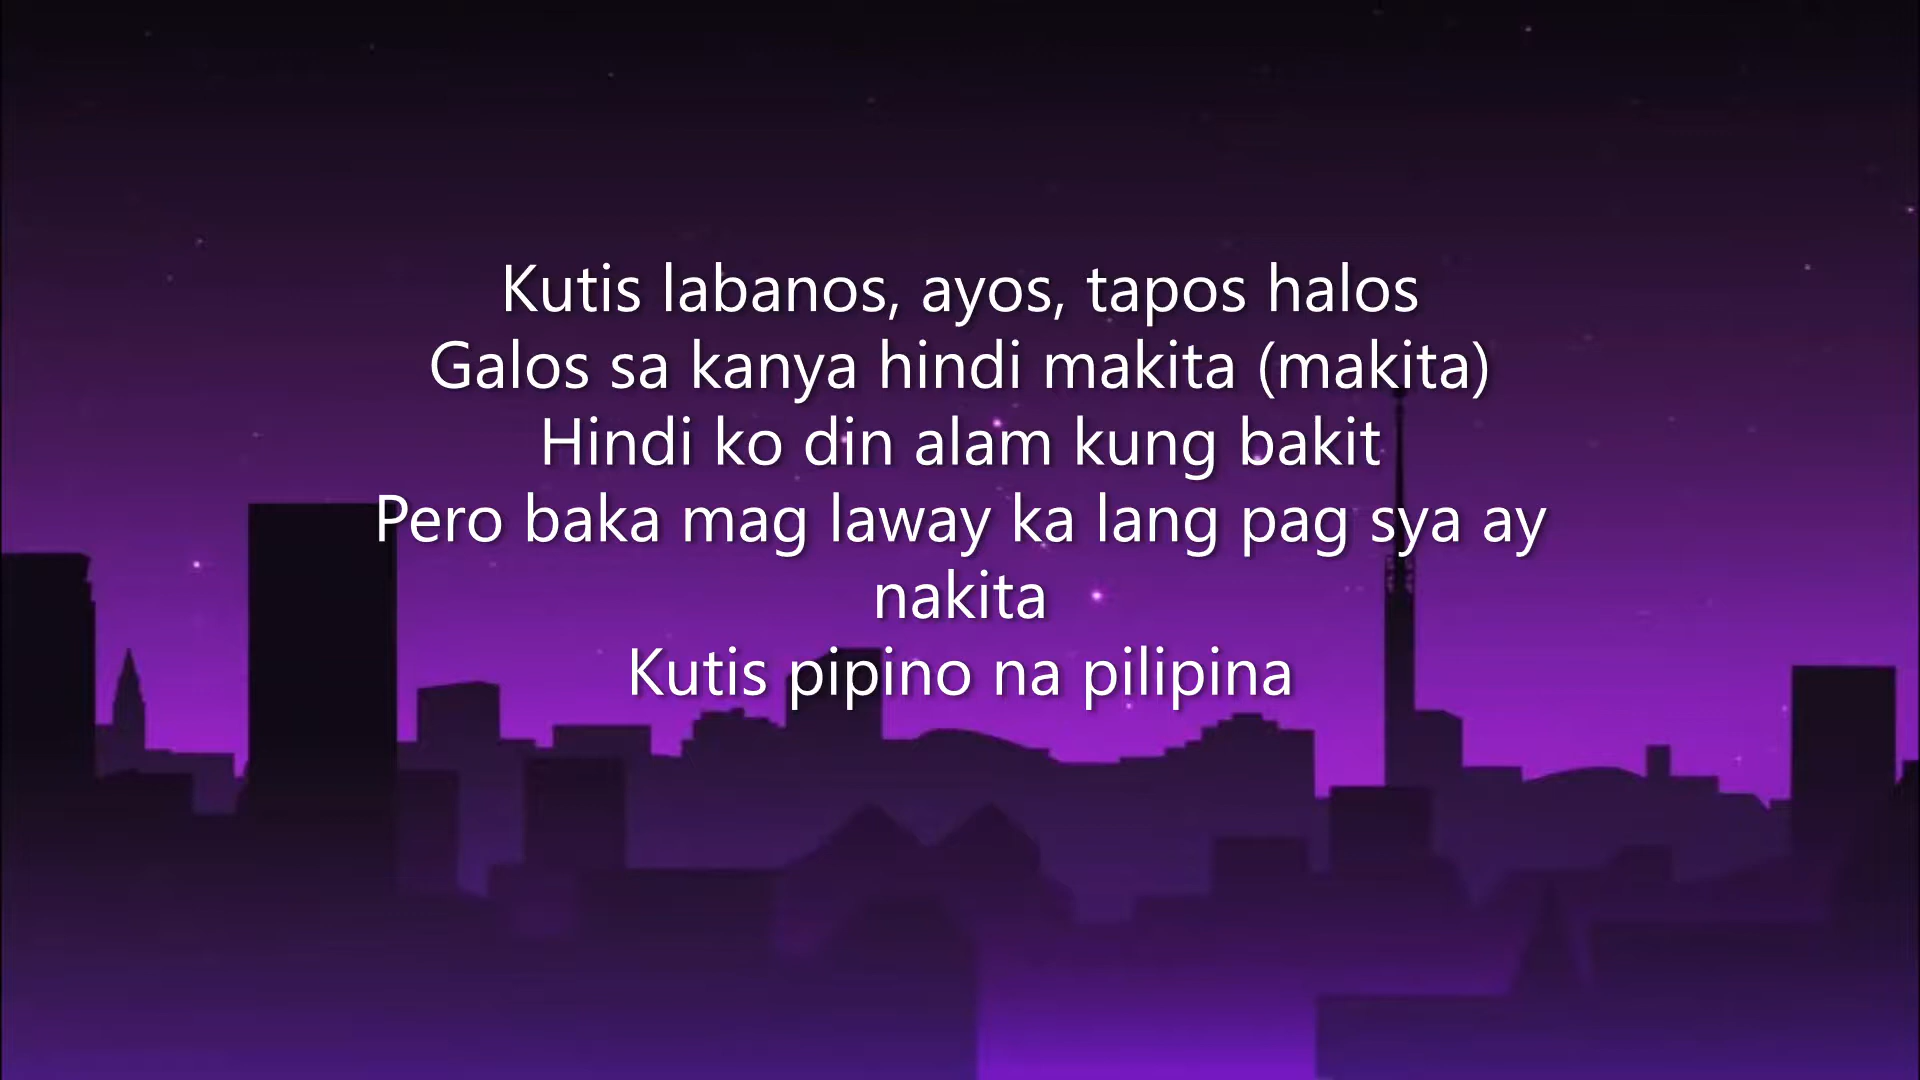 Kutis labanos, ayos, tapos halos
Galos sa kanya hindi makita (makita)
Hindi ko din alam kung bakit
Pero baka mag laway ka lang pag sya ay
nakita
Kutis pipino na pilipina